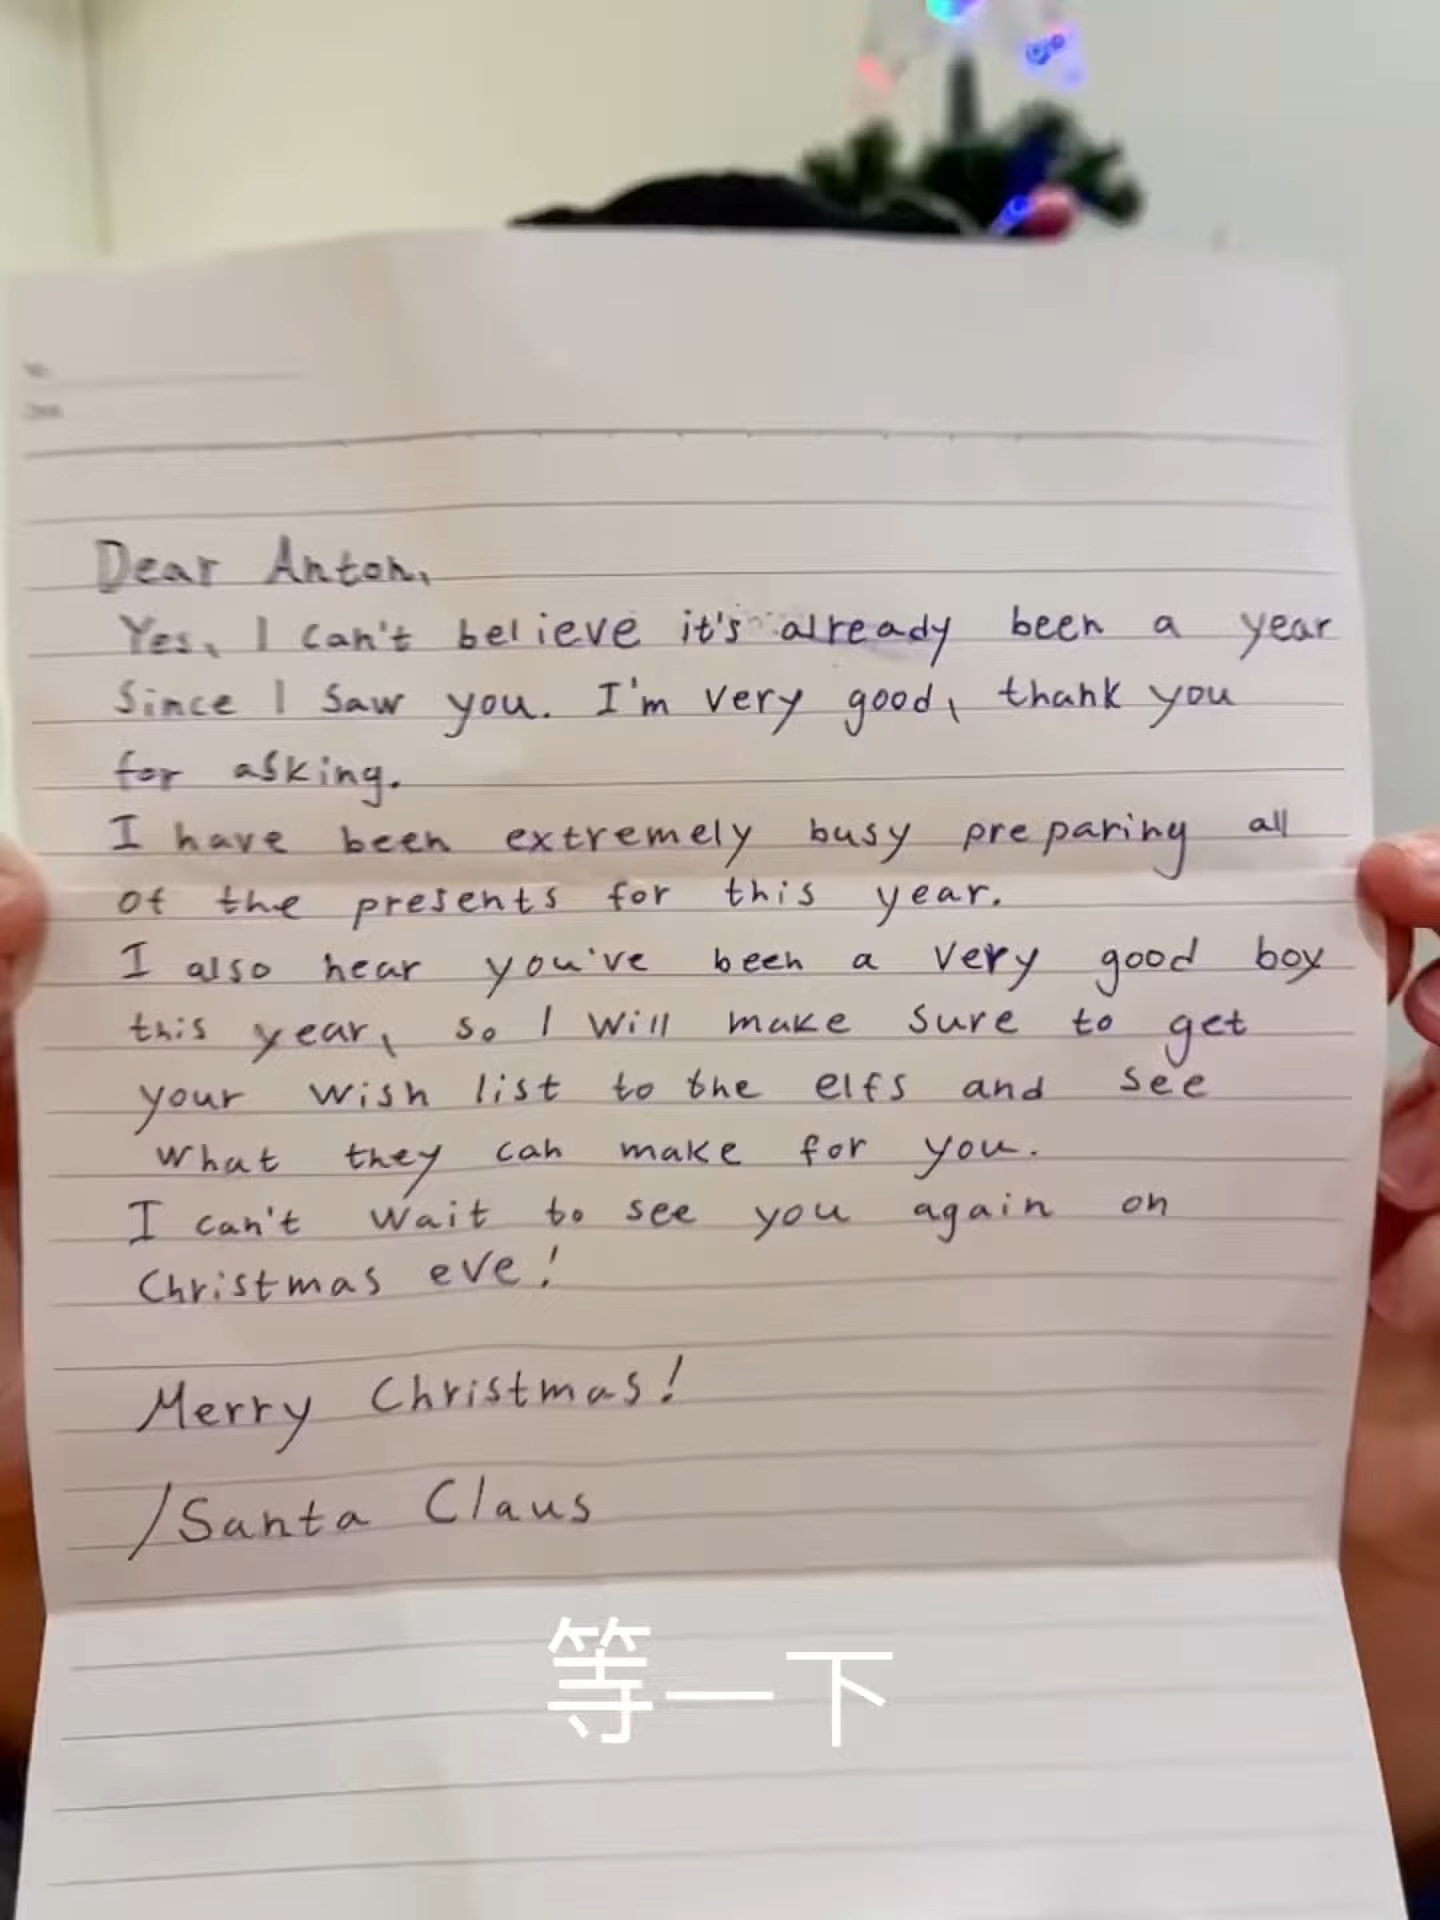 Dear Anton,
Yes, I can't believe it's already been a year
since I saw you. I'm very good, thank you
for asking.
I have been extremely busy preparing all
of the presents for this year.
I also hear you've been a very good boy
this year, so I will make sure to get
your wish list to the elfs and see
what they can make for you.
I can't wait to see you again on
Christmas eve!
Merry Christmas!
/Santa Claus
等一下